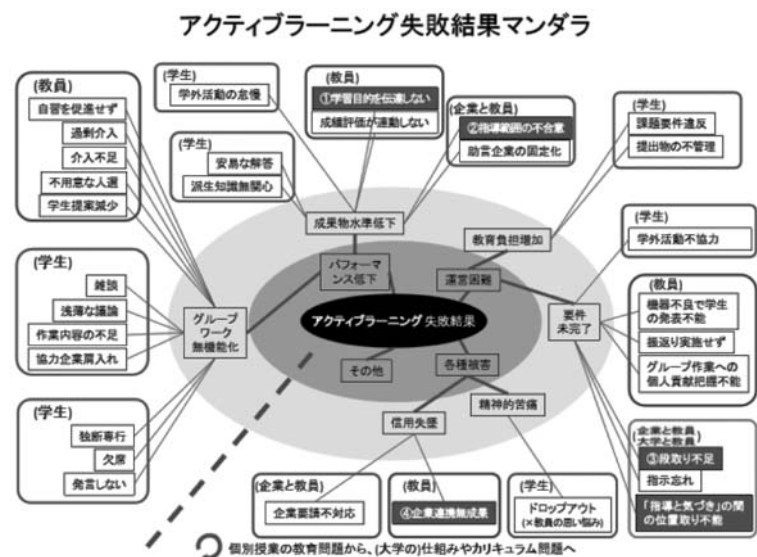 アクティブラーニング失敗結果マンダラ
(教員)
自習を促進せず
過剰介入
介入不足
不用意な人選
学生提案減少
(学生)
学外活動の怠慢
(教員)
①学習目的を伝達しない
成績評価が連動しない
(企業と教員)
②指導範囲の不合意
助言企業の固定化
(学生)
課題要件違反
提出物の不管理
(学生)
安易な解答
派生知識無関心
成果物水準低下
教育負担増加
(学生)
学外活動不協力
パフォーマ
ンス低下
運営困難
(学生)
雑談
浅薄な議論
作業内容の不足
協力企業肩入れ
グループ
ワーク
無機能化
アクティブラーニング 失敗結果
要件
未完了
(教員)
機器不良で学生
の発表不能
振返り実施せず
グループ作業への
個人貢献把握不能
その他
各種被害
信用失墜
精神的苦痛
(学生)
独断専行
欠席
発言しない
(企業と教員)
企業要請不対応
(教員)
④企業連携無成果
(学生)
ドロップアウト
(×教員の思い悩み)
企業と教員
大学と教員
③段取り不足
指示忘れ
「指導と気づき」の間
の位置取り不能
個別授業の教育問題から、(大学の)仕組みやカリキュラム問題へ